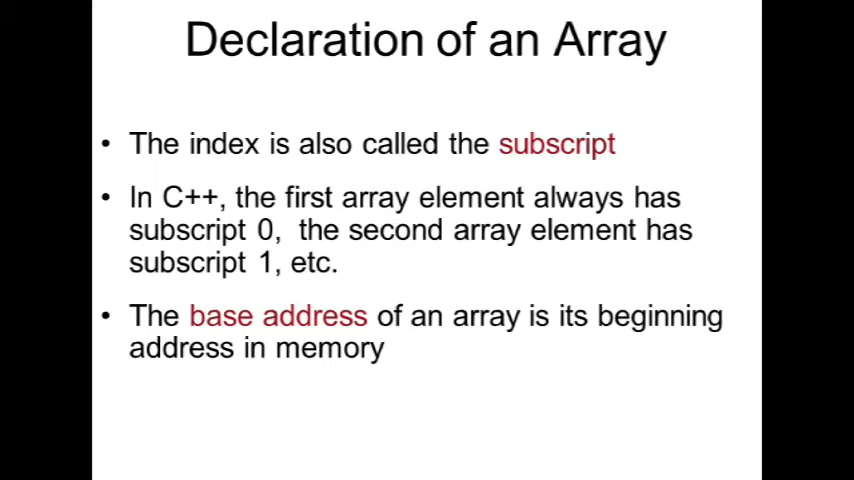 Declaration of an Array
• The index is also called the subscript
• In C++, the first array element always has
subscript 0,  the second array element has
subscript 1, etc.
• The base address of an array is its beginning
address in memory